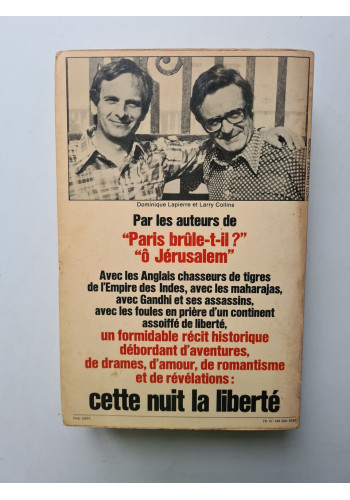 Dominique Lapierre et Larry Collins
Par les auteurs de
"Paris brûle-t-il?"
"ô Jérusalem"
Avec les Anglais chasseurs de tigres
de l'Empire des Indes, avec les maharajas,
avec Gandhi et ses assassins,
avec les foules en prière d'un continent
assoiffé de liberté,
un formidable récit historique
débordant d'aventures,
de drames, d'amour, de romantisme
et de révélations :
cette nuit la liberté